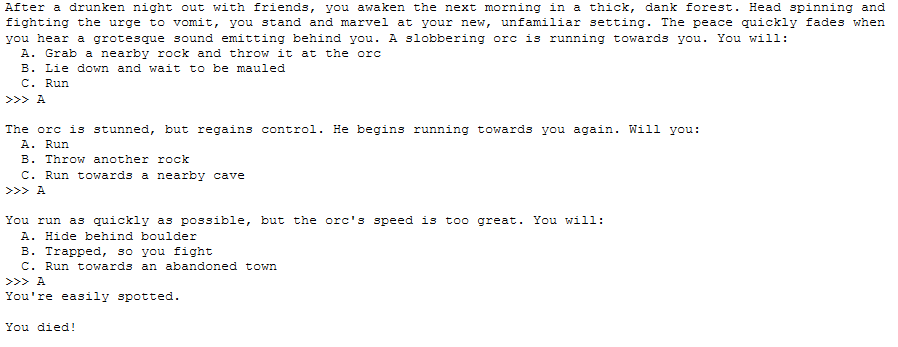 After a drunken night out with friends, you awaken the next morning in a thick, dank forest. Head spinning and
fighting the urge to vomit, you stand and marvel at your new, unfamiliar setting. The peace quickly fades when
you hear a grotesque sound emitting behind you. A slobbering orc is running towards you. You will:
A. Grab a nearby rock and throw it at the orc
B. Lie down and wait to be mauled
C. Run
>>> A
The orc is stunned, but regains control. He begins running towards you again. Will you:
A. Run
B. Throw another rock
C. Run towards a nearby cave
>>> A
You run as quickly as possible, but the orc's speed is too great. You will:
A. Hide behind boulder
B. Trapped, so you fight
C. Run towards an abandoned town
>>> A
You're easily spotted.
You died!